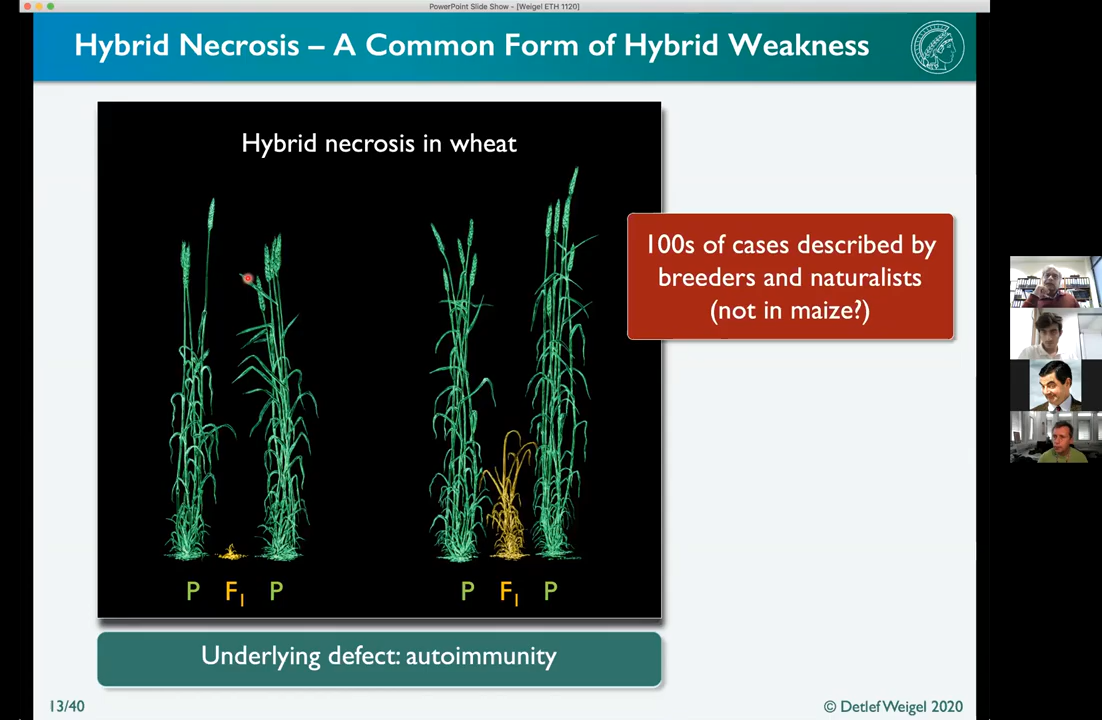 PowerPoint Slide Show - [Weigel ETH 1120]
Hybrid Necrosis – A Common Form of Hybrid Weakness
Hybrid necrosis in wheat
100s of cases described by
breeders and naturalists
(not in maize?)
P F1 P P F1 P
Underlying defect: autoimmunity
13/40 © Detlef Weigel 2020